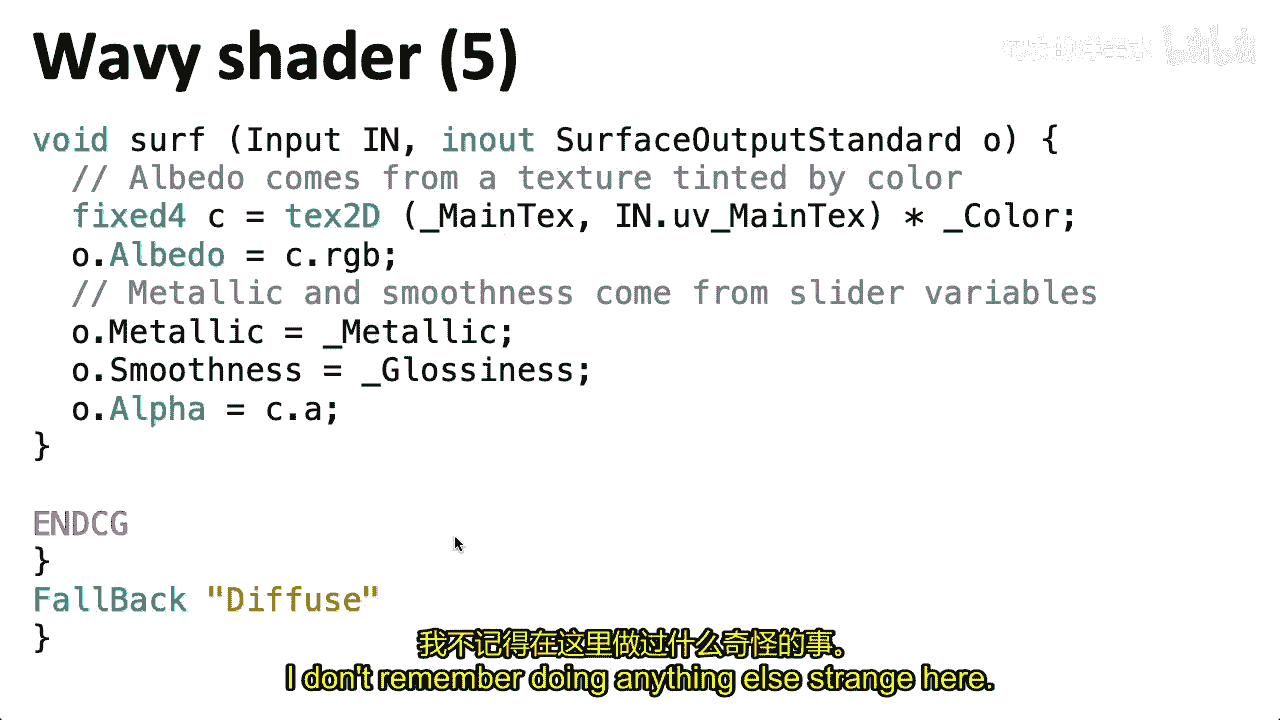 Wavy shader (5)
bilibili
void surf (Input IN, inout SurfaceOutputStandard o) {
// Albedo comes from a texture tinted by color
fixed4 c = tex2D (_MainTex, IN.uv_MainTex) * _Color;
o.Albedo = c.rgb;
// Metallic and smoothness come from slider variables
o.Metallic = _Metallic;
o.Smoothness = _Glossiness;
o.Alpha = c.a;
}
ENDCG
}
FallBack "Diffuse"
}
我不记得在这里做过什么奇怪的事。
I don't remember doing anything else strange here.